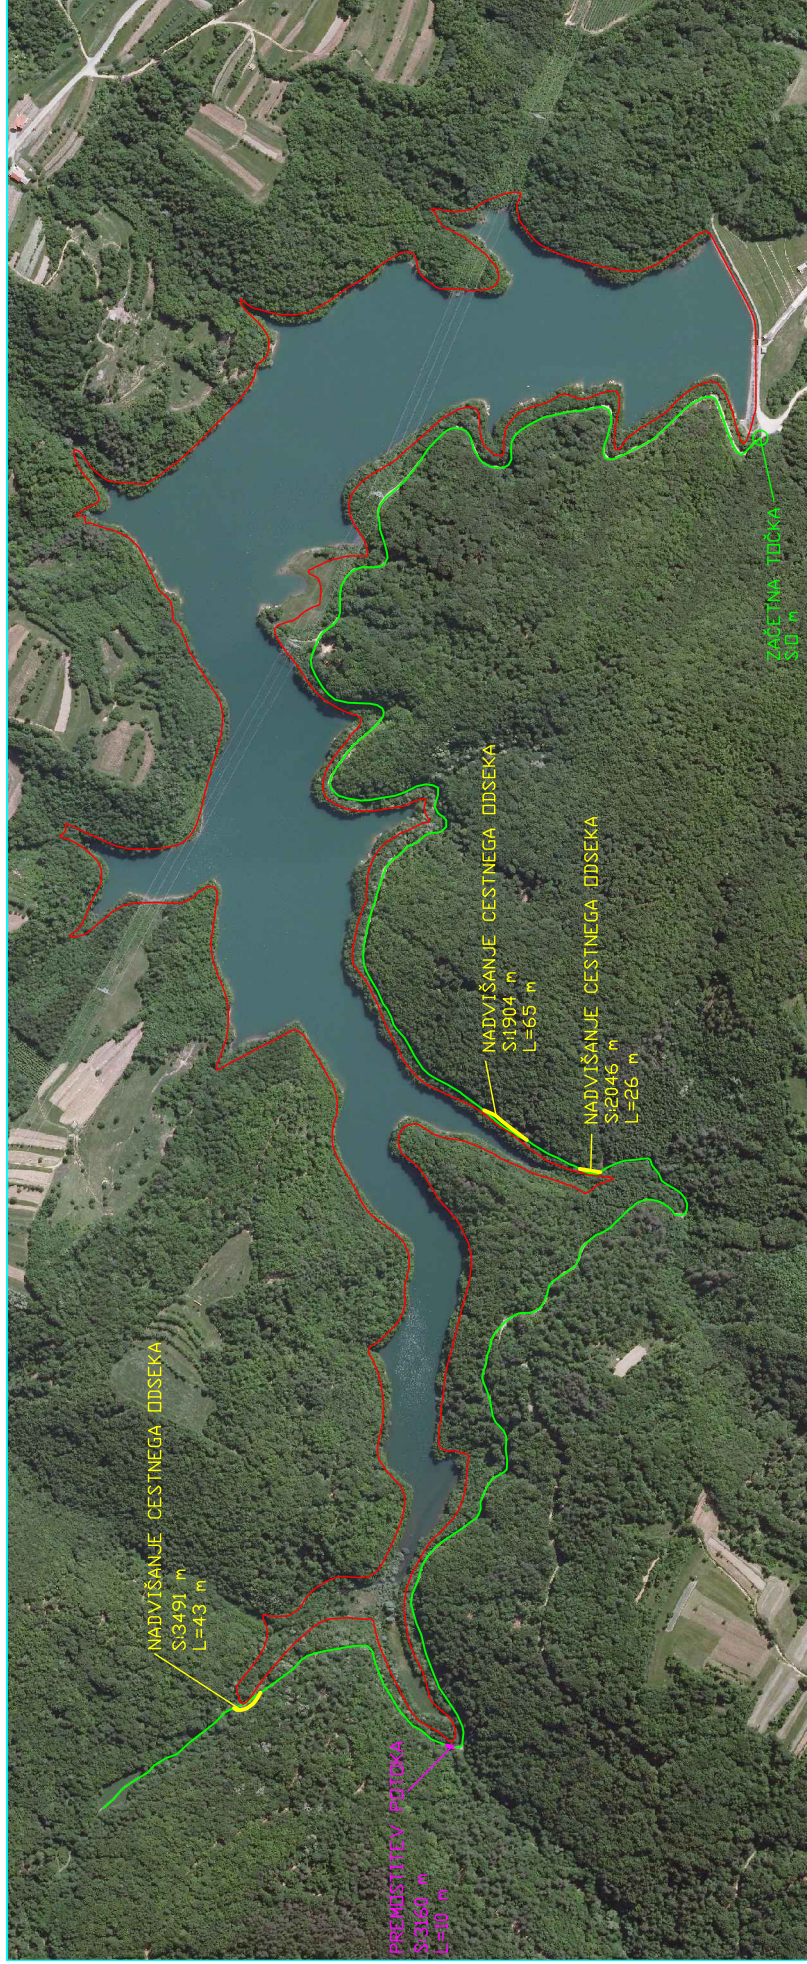 ZAČETNA TOČKA
S:0 m
NADVIŠANJE CESTNEGA ODSEKA
S:1904 m
L=65 m
NADVIŠANJE CESTNEGA ODSEKA
S:2046 m
L=26 m
NADVIŠANJE CESTNEGA ODSEKA
S:3491 m
L=43 m
PREMOSTITEV POTOKA
S:3160 m
L=10 m